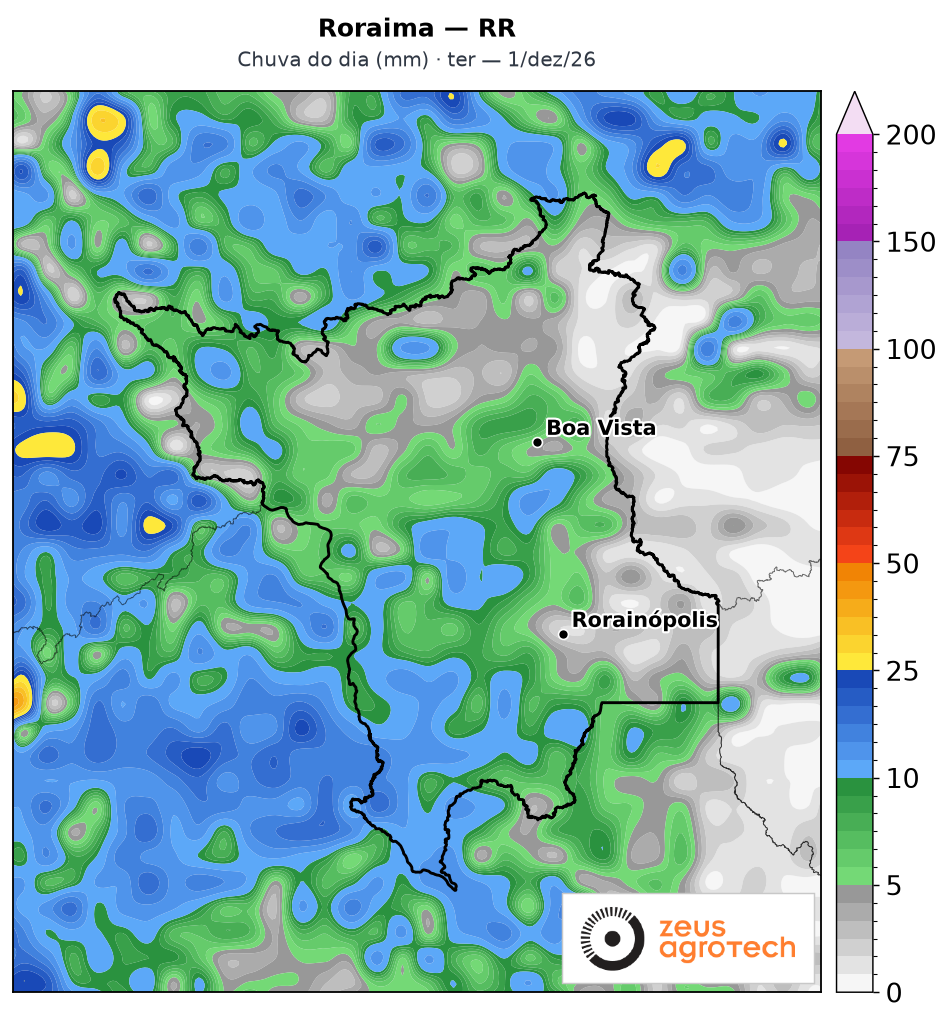 Roraima — RR
Chuva do dia (mm) · ter — 1/dez/26
200
150
100
75
50
25
10
5
0
Boa Vista
Rorainópolis
zeus
agrotech